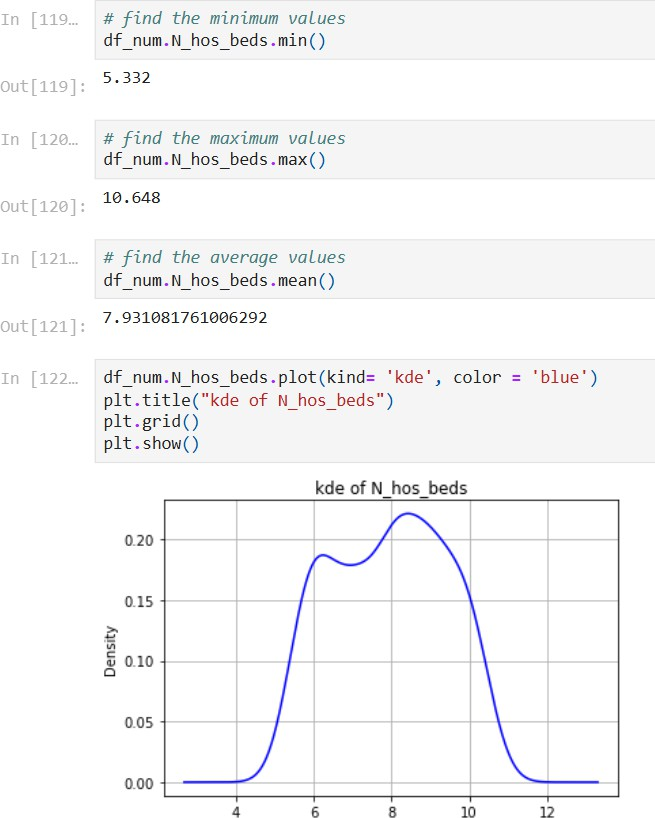 In [119…
# find the minimum values
df_num.N_hos_beds.min()
Out[119]:
5.332
In [120…
# find the maximum values
df_num.N_hos_beds.max()
Out[120]:
10.648
In [121…
# find the average values
df_num.N_hos_beds.mean()
Out[121]:
7.931081761006292
In [122…
df_num.N_hos_beds.plot(kind= 'kde', color = 'blue')
plt.title("kde of N_hos_beds")
plt.grid()
plt.show()
kde of N_hos_beds
Density
0.20
0.15
0.10
0.05
0.00
4 6 8 10 12